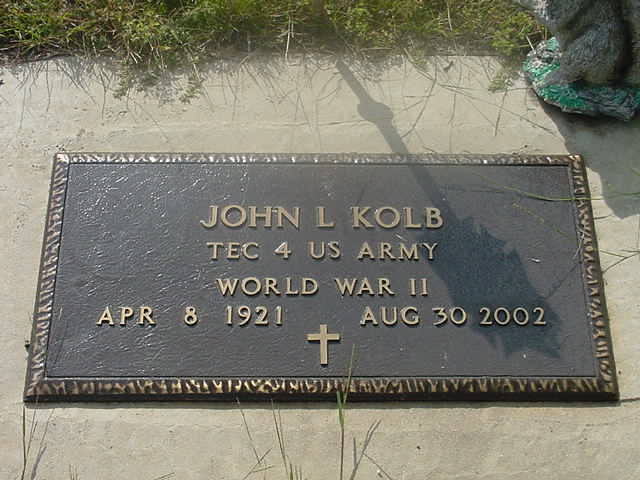 JOHN L KOLB
TEC 4 US ARMY
WORLD WAR II
APR 8 1921 AUG 30 2002